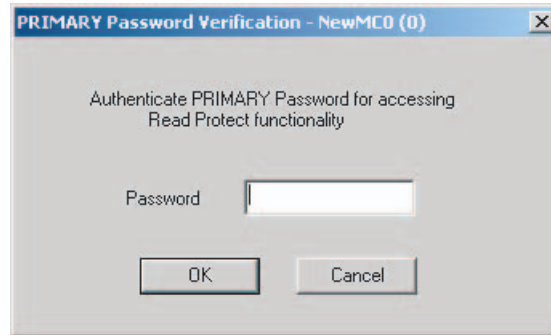 PRIMARY Password Verification - NewMC0 (0)
Authenticate PRIMARY Password for accessing
Read Protect functionality
Password
OK
Cancel